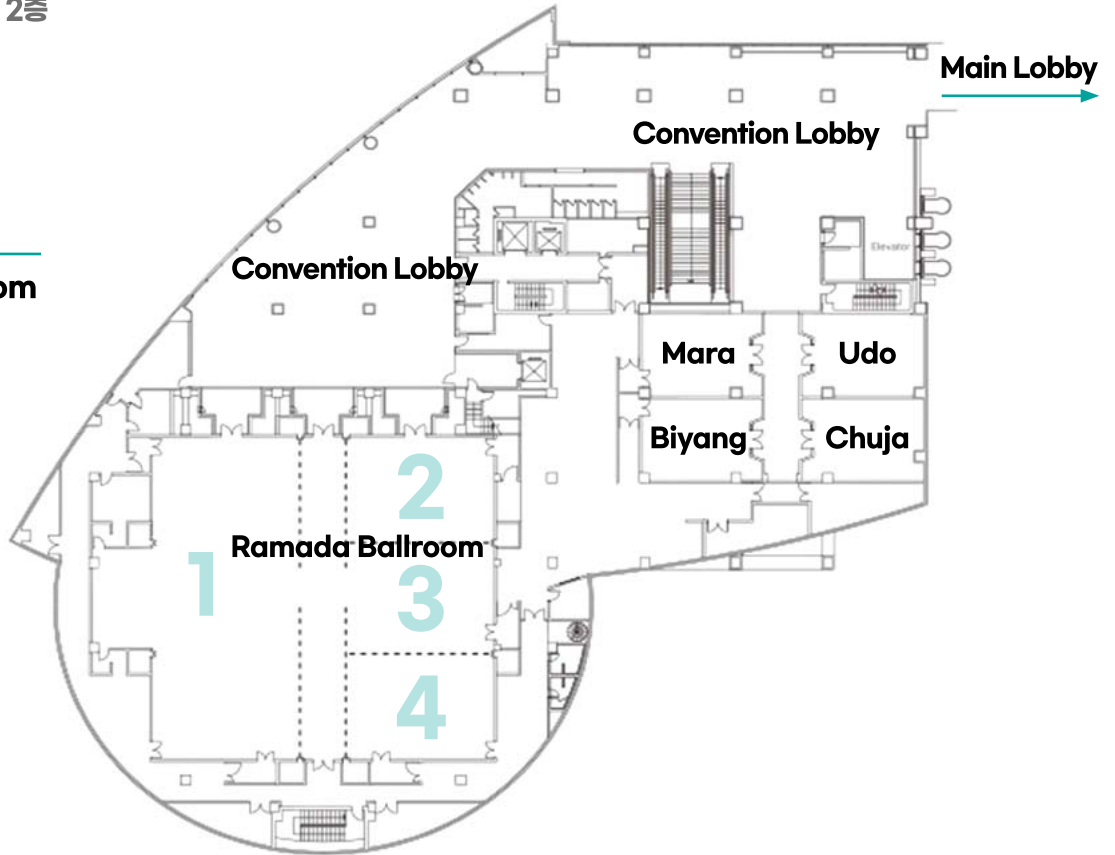 2층
Main Lobby
Convention Lobby
Elevator
Convention Lobby
Mara
Udo
Biyang
Chuja
2
Ramada Ballroom
1
3
4